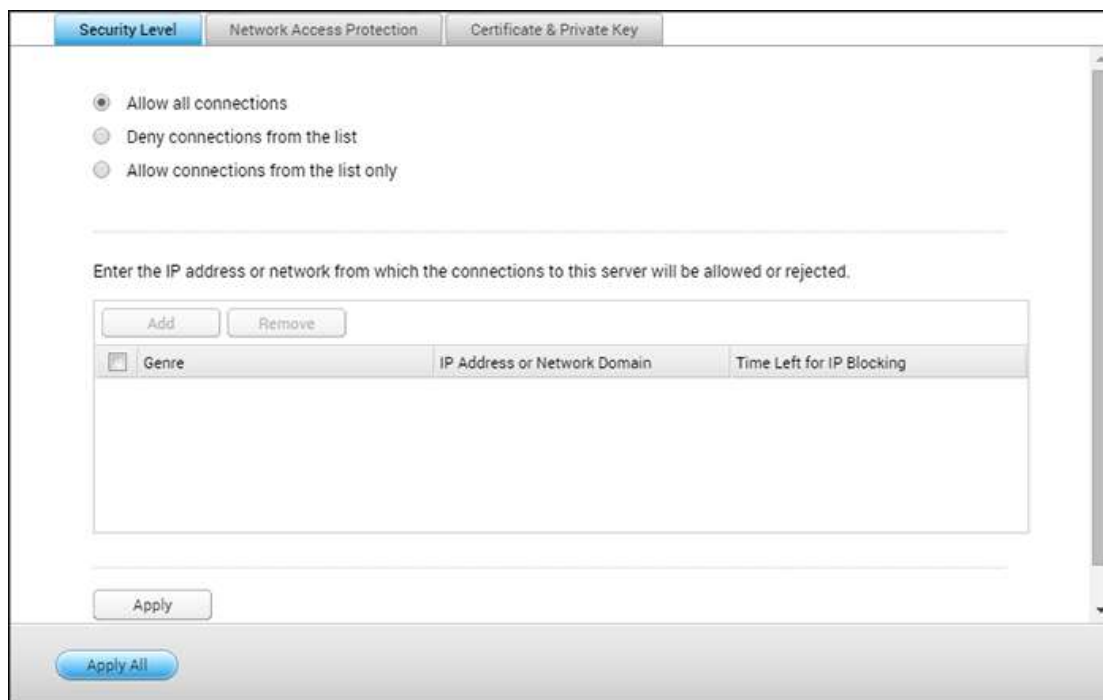 Security Level Network Access Protection Certificate & Private Key
Allow all connections
Deny connections from the list
Allow connections from the list only
Enter the IP address or network from which the connections to this server will be allowed or rejected.
Add Remove
Genre IP Address or Network Domain Time Left for IP Blocking
Apply
Apply All